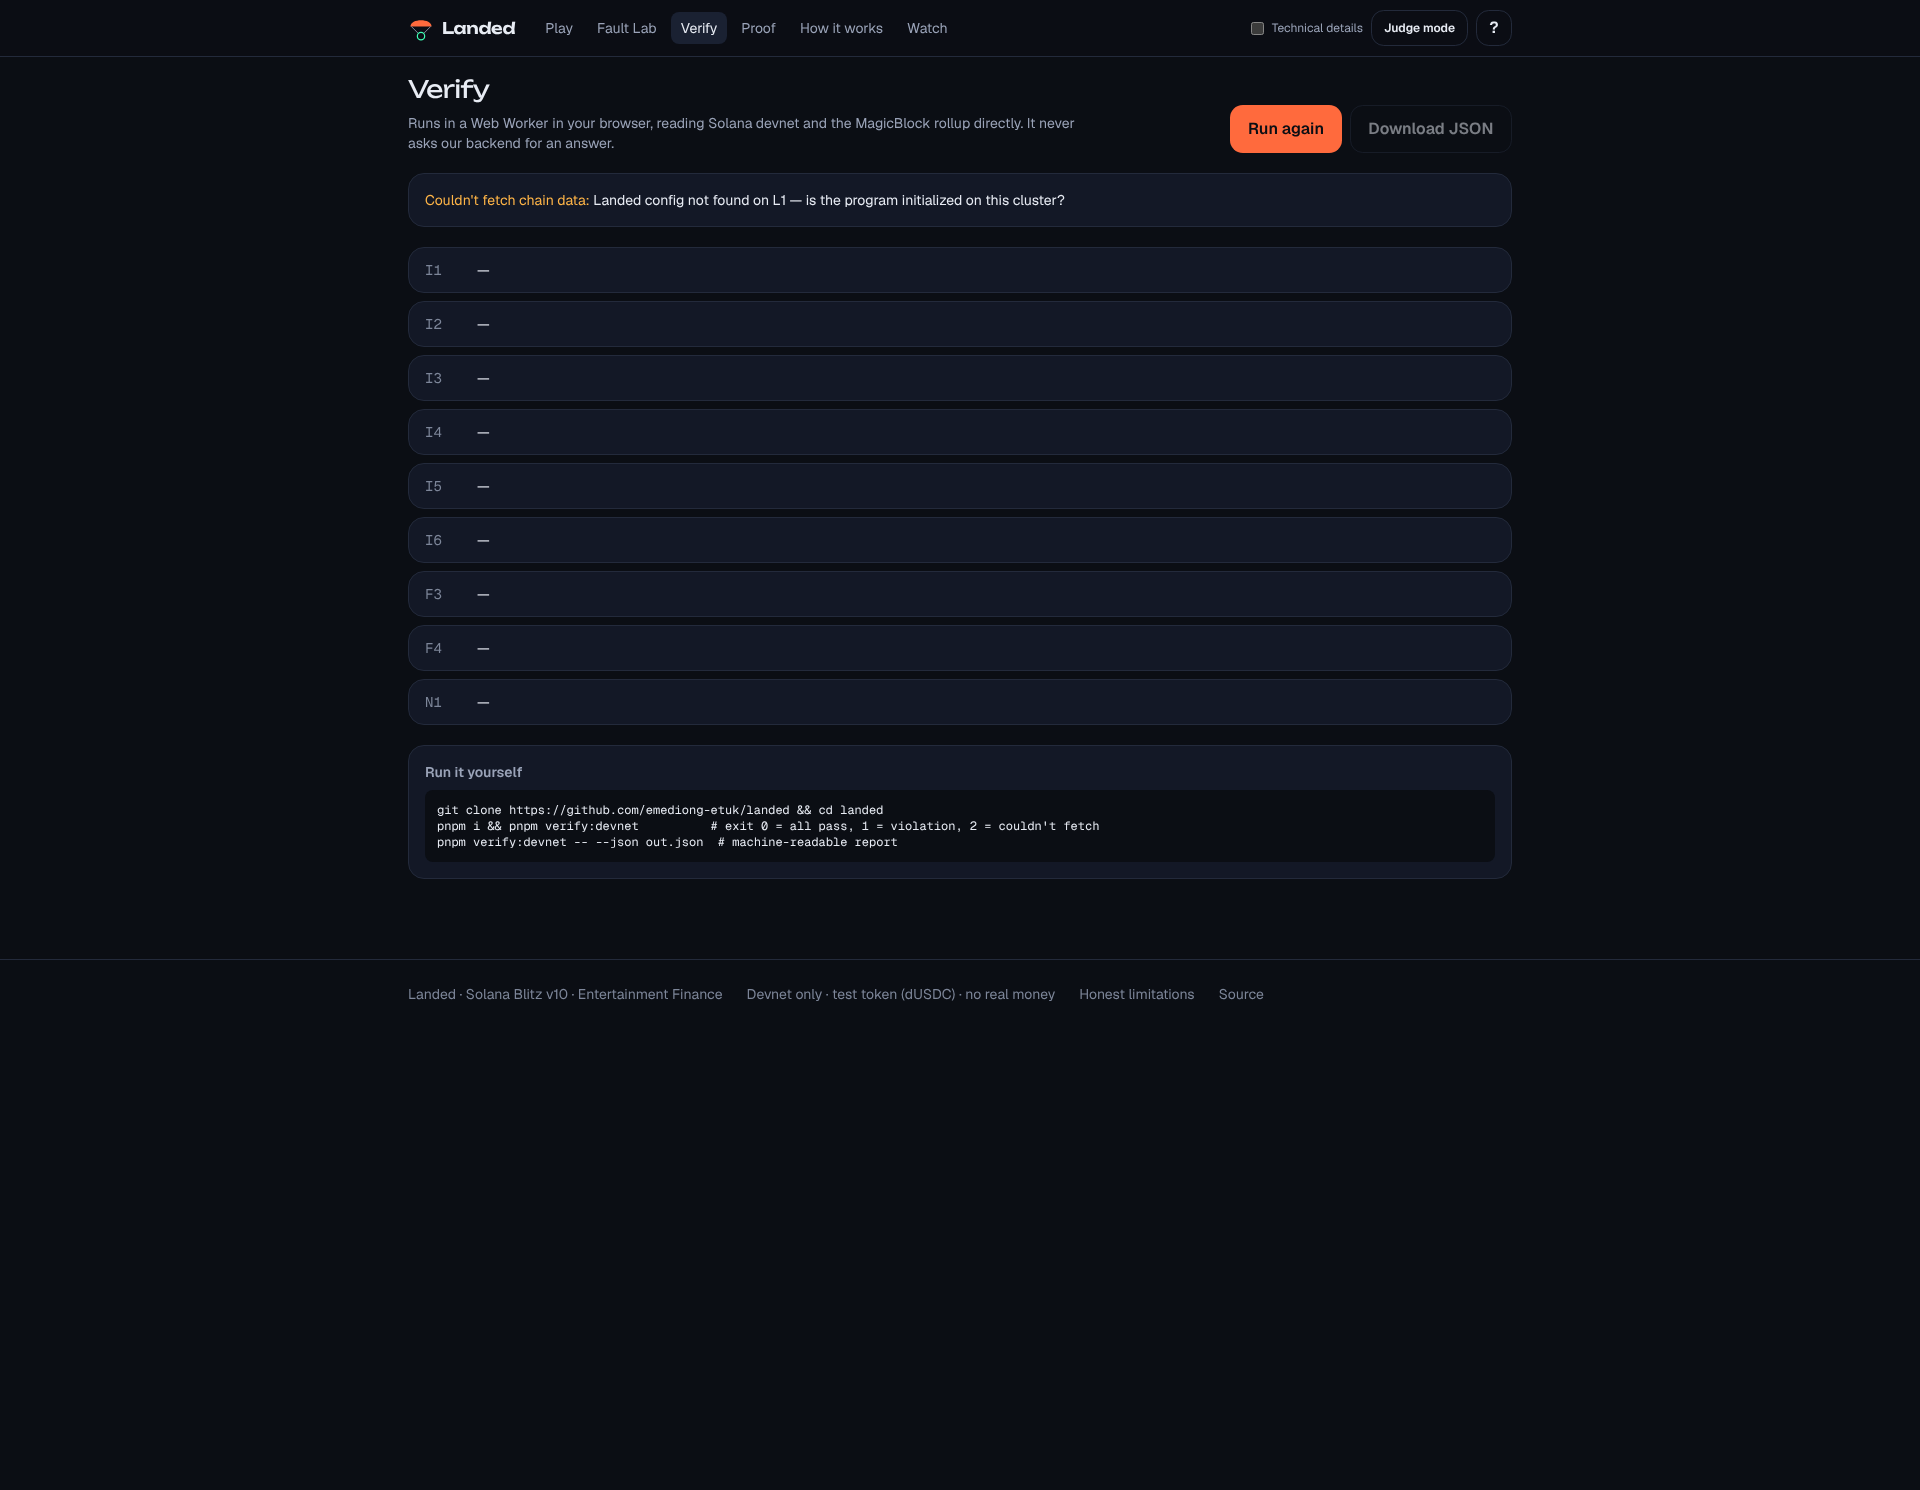 Landed Play Fault Lab Verify Proof How it works Watch Technical details Judge mode ?
Verify
Runs in a Web Worker in your browser, reading Solana devnet and the MagicBlock rollup directly. It never
asks our backend for an answer.
Run again Download JSON
Couldn't fetch chain data: Landed config not found on L1 — is the program initialized on this cluster?
I1 —
I2 —
I3 —
I4 —
I5 —
I6 —
F3 —
F4 —
N1 —
Run it yourself
git clone https://github.com/emediong-etuk/landed && cd landed
pnpm i && pnpm verify:devnet # exit 0 = all pass, 1 = violation, 2 = couldn't fetch
pnpm verify:devnet -- --json out.json # machine-readable report
Landed · Solana Blitz v10 · Entertainment Finance Devnet only · test token (dUSDC) · no real money Honest limitations Source